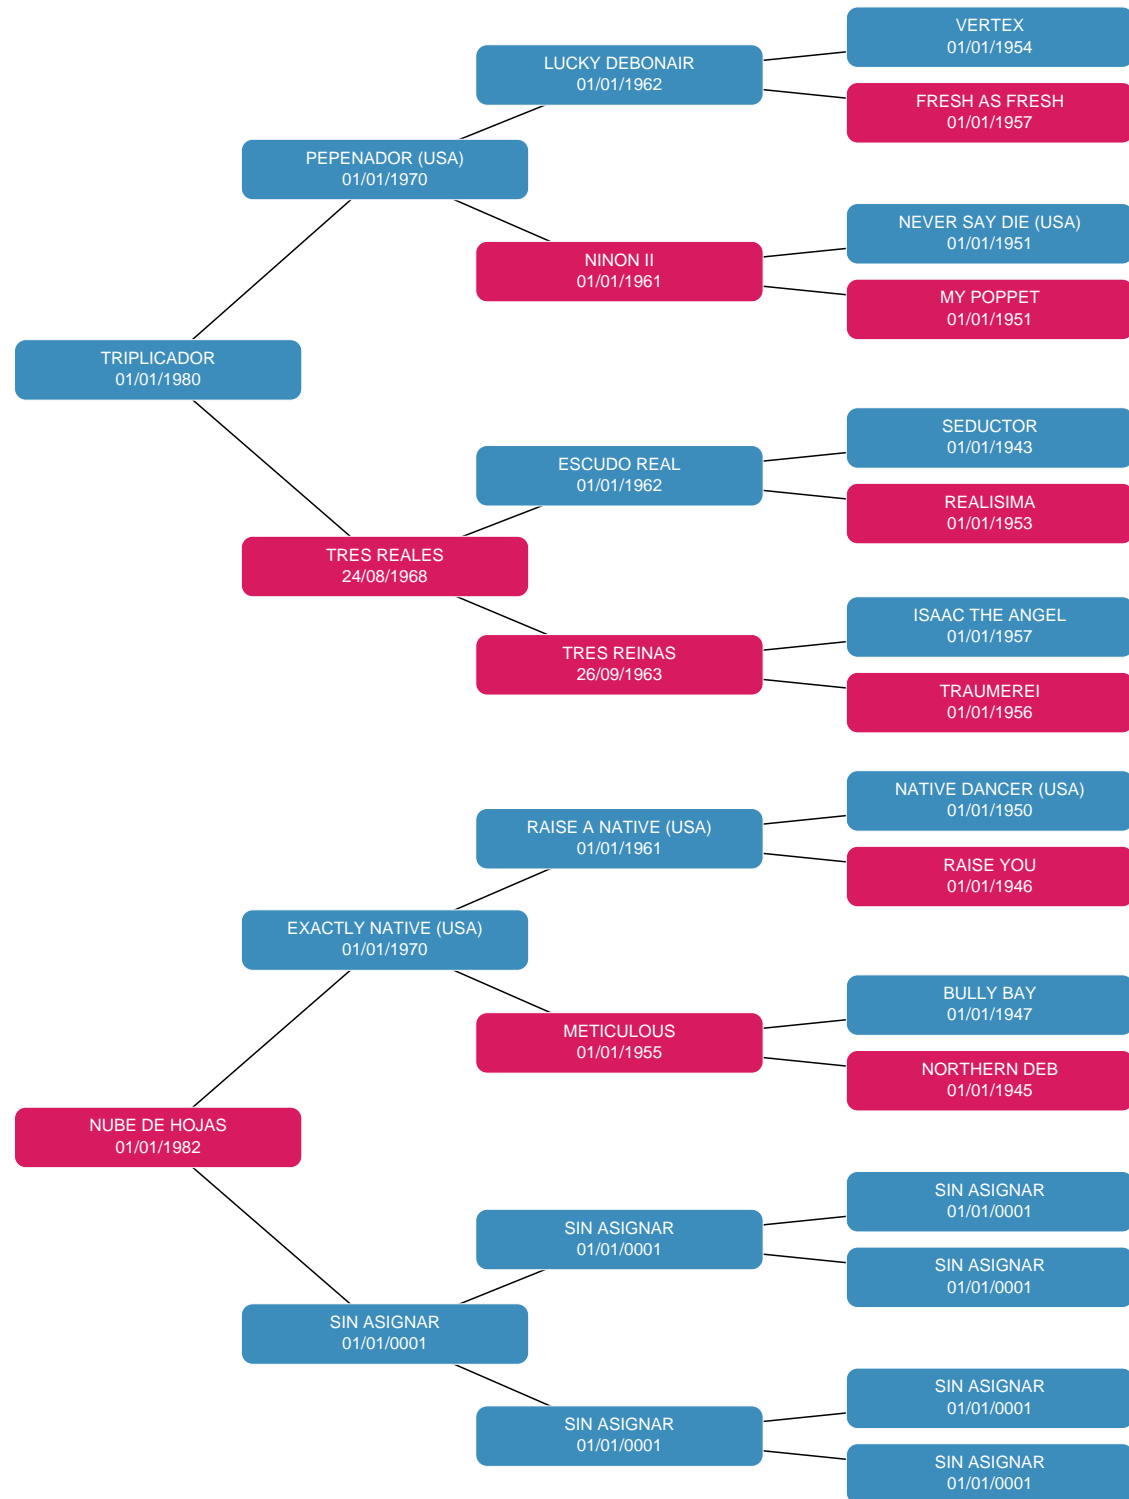 VERTEX
01/01/1954
LUCKY DEBONAIR
01/01/1962
FRESH AS FRESH
01/01/1957
PEPENADOR (USA)
01/01/1970
NEVER SAY DIE (USA)
01/01/1951
NINON II
01/01/1961
MY POPPET
01/01/1951
TRIPLICADOR
01/01/1980
SEDUCTOR
01/01/1943
ESCUDO REAL
01/01/1962
REALISIMA
01/01/1953
TRES REALES
24/08/1968
ISAAC THE ANGEL
01/01/1957
TRES REINAS
26/09/1963
TRAUMEREI
01/01/1956
NATIVE DANCER (USA)
01/01/1950
RAISE A NATIVE (USA)
01/01/1961
RAISE YOU
01/01/1946
EXACTLY NATIVE (USA)
01/01/1970
BULLY BAY
01/01/1947
METICULOUS
01/01/1955
NORTHERN DEB
01/01/1945
NUBE DE HOJAS
01/01/1982
SIN ASIGNAR
01/01/0001
SIN ASIGNAR
01/01/0001
SIN ASIGNAR
01/01/0001
SIN ASIGNAR
01/01/0001
SIN ASIGNAR
01/01/0001
SIN ASIGNAR
01/01/0001
SIN ASIGNAR
01/01/0001